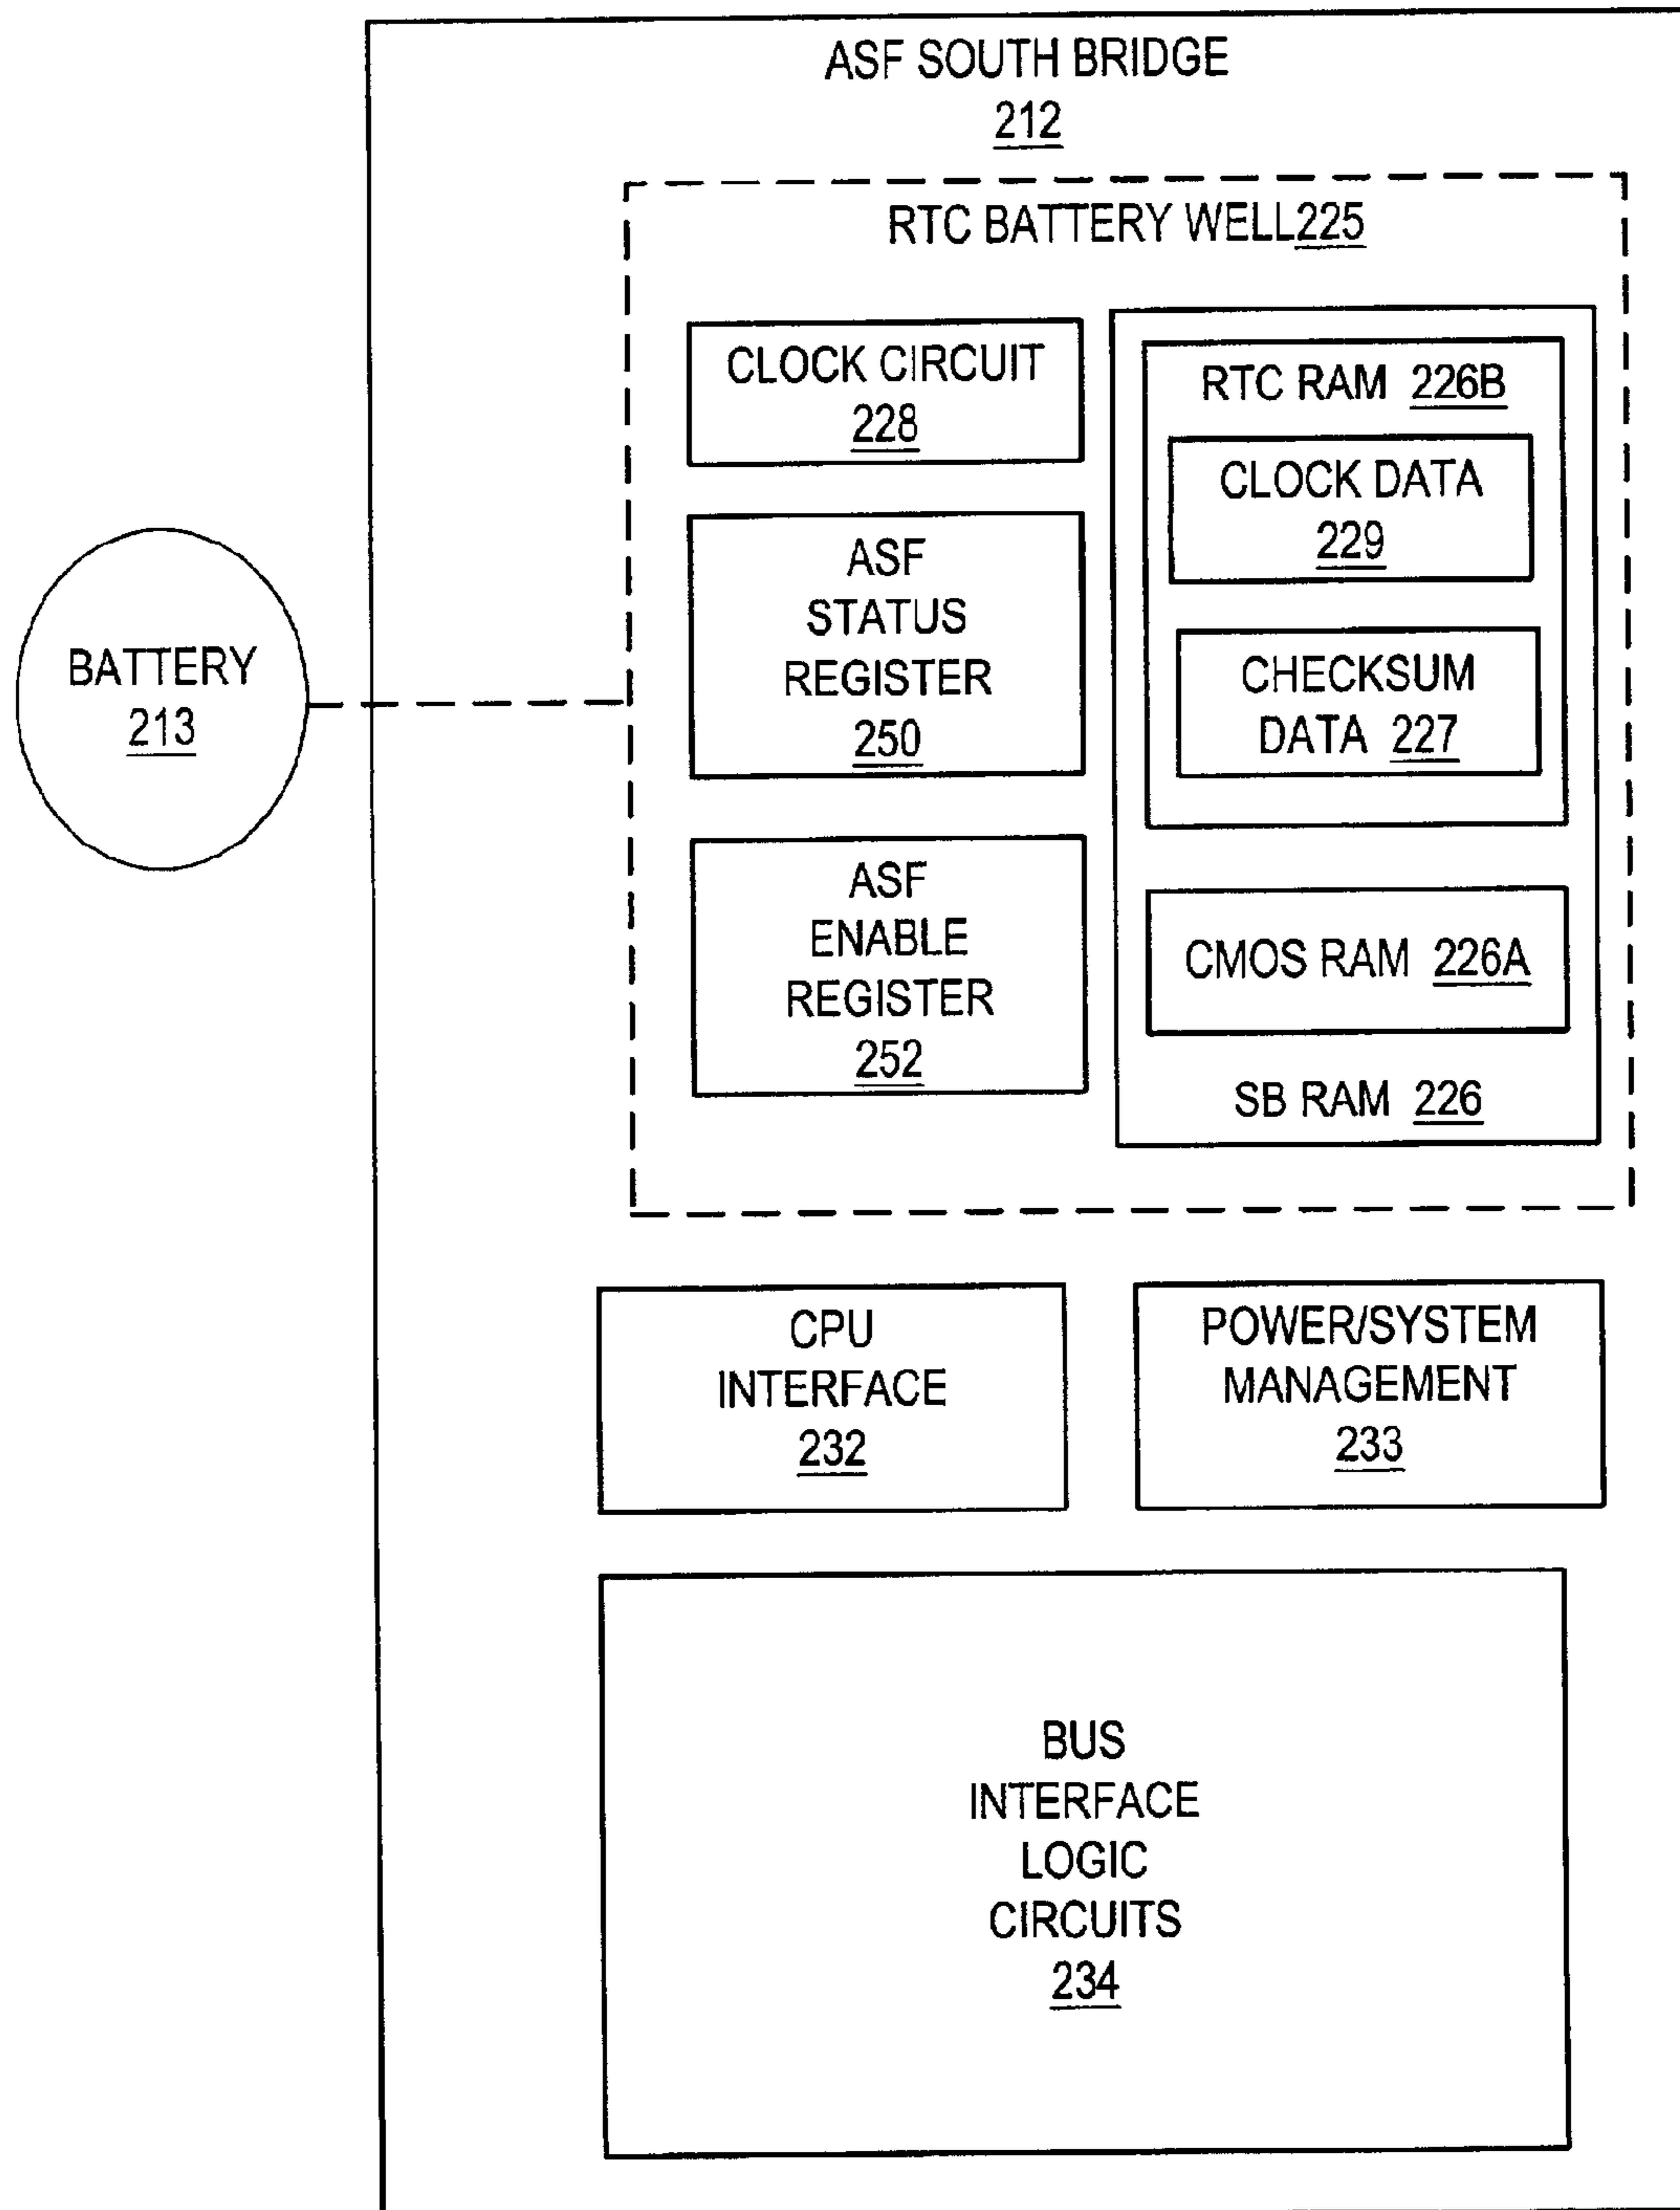 ASF SOUTH BRIDGE
212
RTC BATTERY WELL225
CLOCK CIRCUIT
228
ASF
STATUS
REGISTER
250
ASF
ENABLE
REGISTER
252
RTC RAM 226B
CLOCK DATA
229
CHECKSUM
DATA 227
CMOS RAM 226A
SB RAM 226
BATTERY
213
CPU
INTERFACE
232
POWER/SYSTEM
MANAGEMENT
233
BUS
INTERFACE
LOGIC
CIRCUITS
234